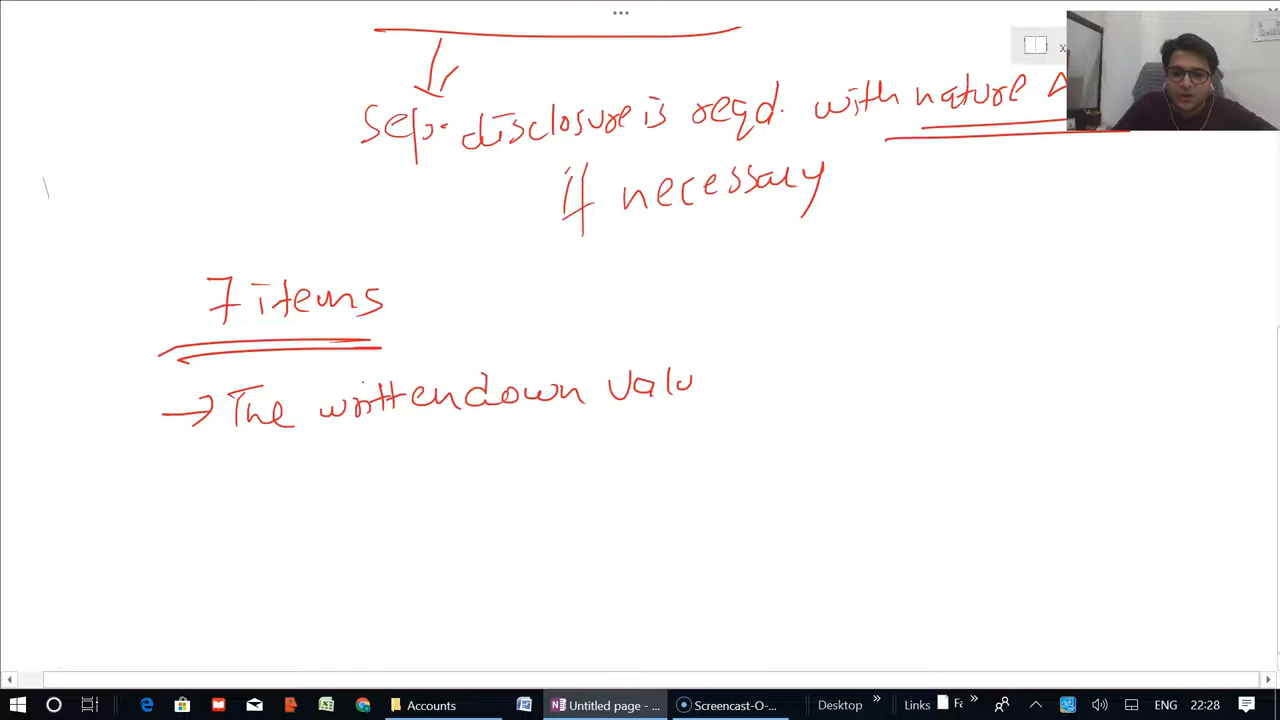 Sep. disclosure is reqd. with nature
if necessary
7 items
→ The writtendown valu
Accounts
Untitled page - ...
Screencast-O-...
Desktop
Links
ENG
22:28